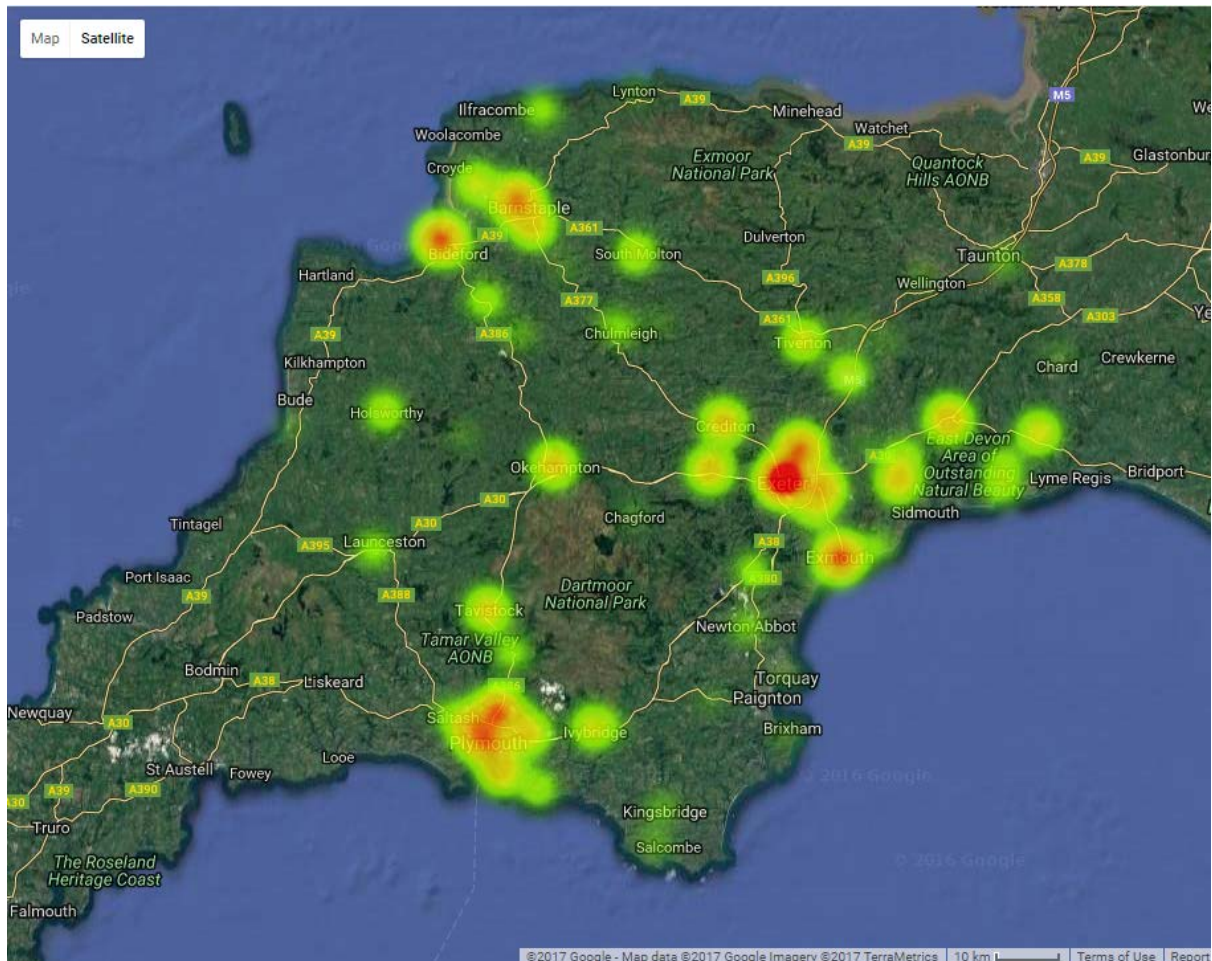 Map Satellite
Lynton
A39
Ilfracombe
Minehead
M5
Woolacombe
Watchet
A39
Exmoor
National Park
Quantock
Hills AONB
A39
Glastonbur
Croyde
Barnstaple
A361
A39
Bideford
South Molton
Dulverton
Taunton
A378
Hartland
A396
Wellington
A377
A358
A303
A39
A386
Chulmleigh
A361
Tiverton
Kilkhampton
Chard
Crewkerne
M5
Bude
Holsworthy
Crediton
East Devon
Area of
Outstanding
Natural Beauty
Okehampton
Exeter
Lyme Regis
Bridport
A30
Sidmouth
Chagford
Tintagel
A30
A395
Launceston
A38
Exmouth
A380
Port Isaac
A39
A388
Dartmoor
National Park
Padstow
Tavistock
Newton Abbot
Tamar Valley
AONB
Bodmin
A38
Liskeard
Torquay
Paignton
Newquay
A30
Saltash
Plymouth
Ivybridge
Brixham
St Austell
Fowey
Looe
© 2016 Google
A30
A39
A390
Kingsbridge
Truro
Salcombe
© 2016 Google
The Roseland
Heritage Coast
Falmouth
©2017 Google - Map data ©2017 Google Imagery ©2017 TerraMetrics 10 km Terms of Use Report